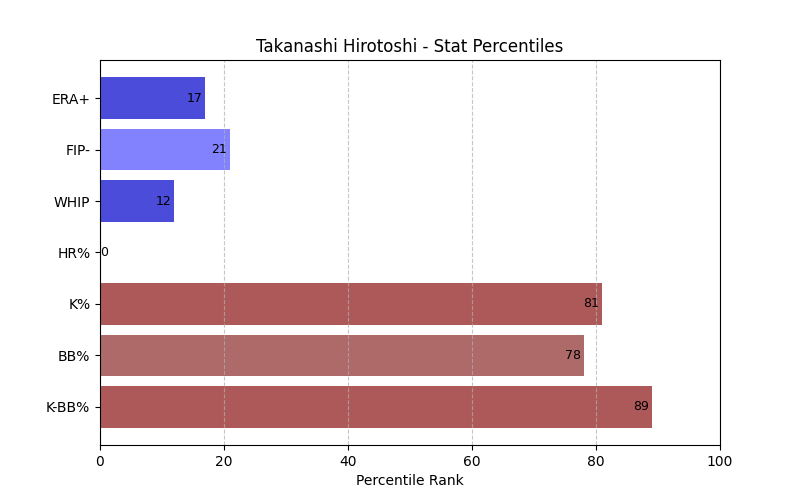 Takanashi Hirotoshi - Stat Percentiles
ERA+ 17
FIP- 21
WHIP 12
HR% 0
K% 81
BB% 78
K-BB% 89
0 20 40 60 80 100
Percentile Rank